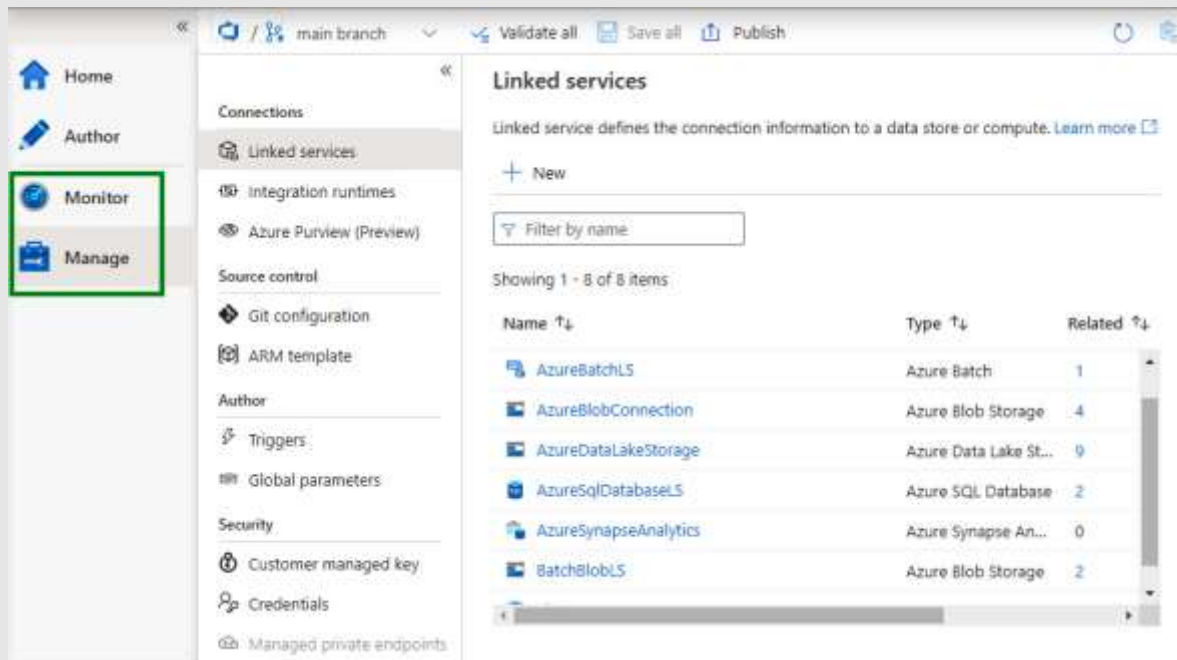 «
/ main branch
Validate all
Save all
Publish
Home
Author
Monitor
Manage
«
Connections
Linked services
Integration runtimes
Azure Purview (Preview)
Source control
Git configuration
ARM template
Author
Triggers
Global parameters
Security
Customer managed key
Credentials
Managed private endpoints
Linked services
Linked service defines the connection information to a data store or compute. Learn more
+ New
Filter by name
Showing 1 - 8 of 8 items
Name ↑↓ Type ↑↓ Related ↑↓
AzureBatchLS Azure Batch 1
AzureBlobConnection Azure Blob Storage 4
AzureDataLakeStorage Azure Data Lake St... 9
AzureSqlDatabaseLS Azure SQL Database 2
AzureSynapseAnalytics Azure Synapse An... 0
BatchBlobLS Azure Blob Storage 2